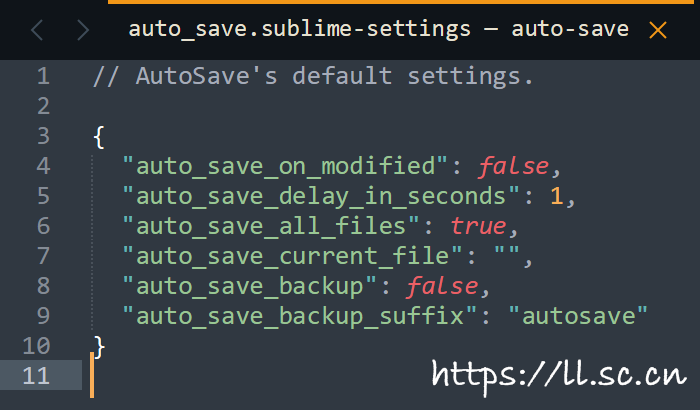 auto_save.sublime-settings — auto-save
1 // AutoSave's default settings.
2
3 {
4 "auto_save_on_modified": false,
5 "auto_save_delay_in_seconds": 1,
6 "auto_save_all_files": true,
7 "auto_save_current_file": "",
8 "auto_save_backup": false,
9 "auto_save_backup_suffix": "autosave"
10 }
11
https://ll.sc.cn